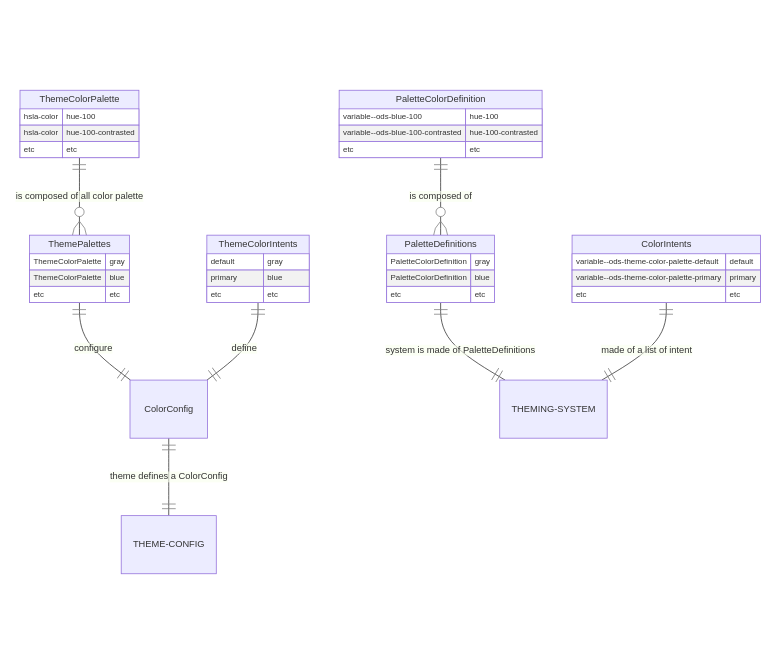 ThemeColorPalette
hsla-color hue-100
hsla-color hue-100-contrasted
etc etc
PaletteColorDefinition
variable--ods-blue-100 hue-100
variable--ods-blue-100-contrasted hue-100-contrasted
etc etc
is composed of all color palette
is composed of
ThemePalettes
ThemeColorPalette gray
ThemeColorPalette blue
etc etc
ThemeColorIntents
default gray
primary blue
etc etc
PaletteDefinitions
PaletteColorDefinition gray
PaletteColorDefinition blue
etc etc
ColorIntents
variable--ods-theme-color-palette-default default
variable--ods-theme-color-palette-primary primary
etc etc
configure
define
system is made of PaletteDefinitions
made of a list of intent
ColorConfig
THEMING-SYSTEM
theme defines a ColorConfig
THEME-CONFIG